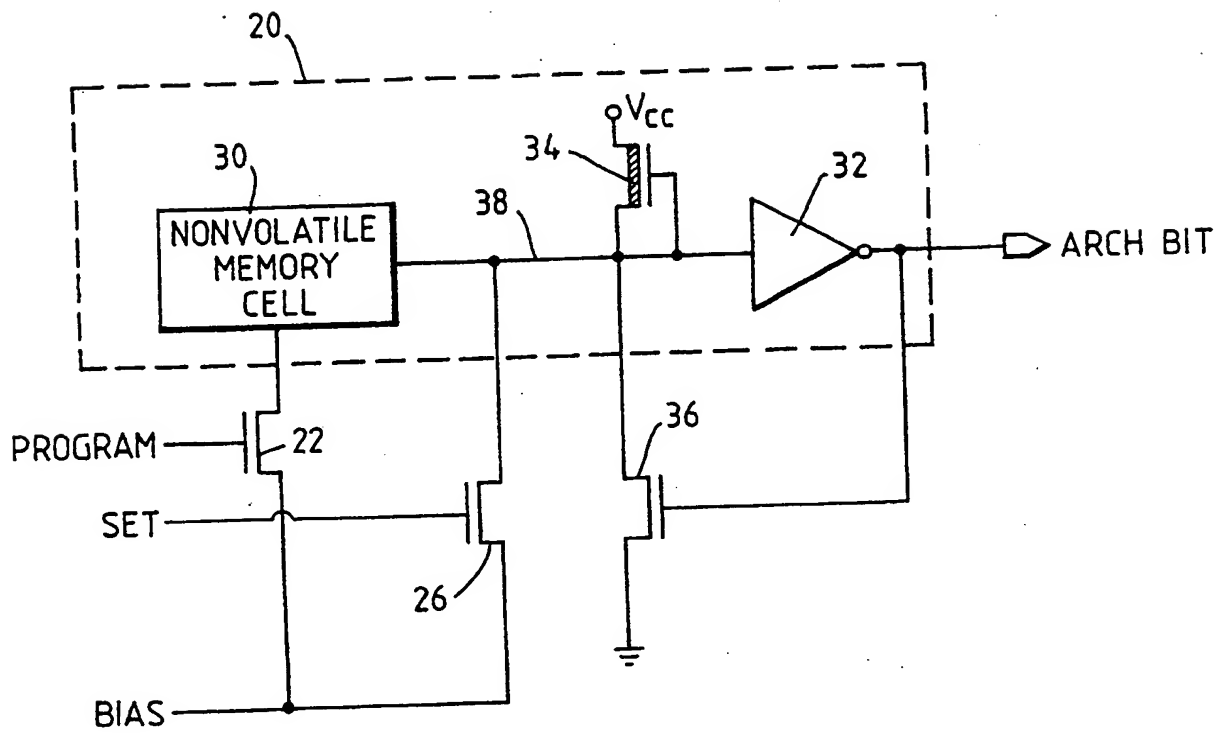 20
VCC
34
30
32
38
NONVOLATILE
MEMORY
CELL
ARCH BIT
PROGRAM
22
36
SET
26
BIAS